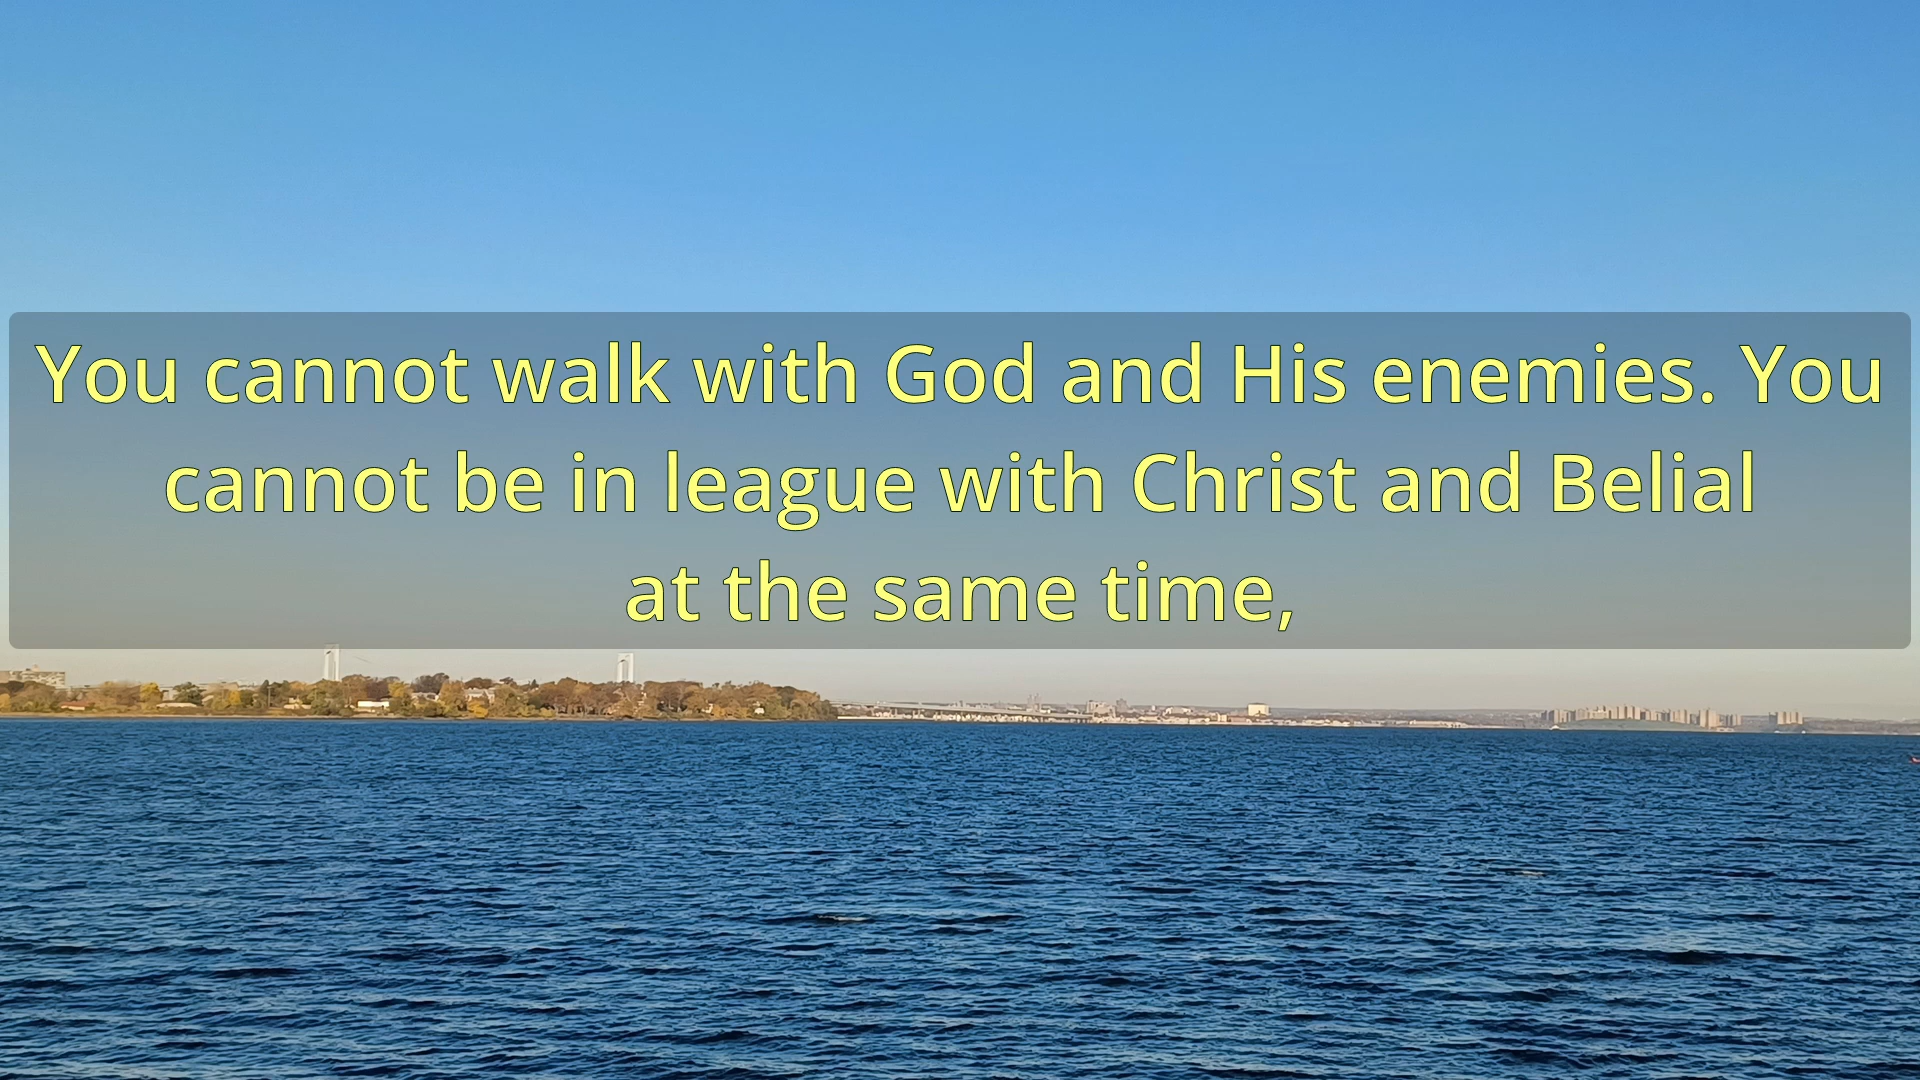 You cannot walk with God and His enemies. You
cannot be in league with Christ and Belial
at the same time,